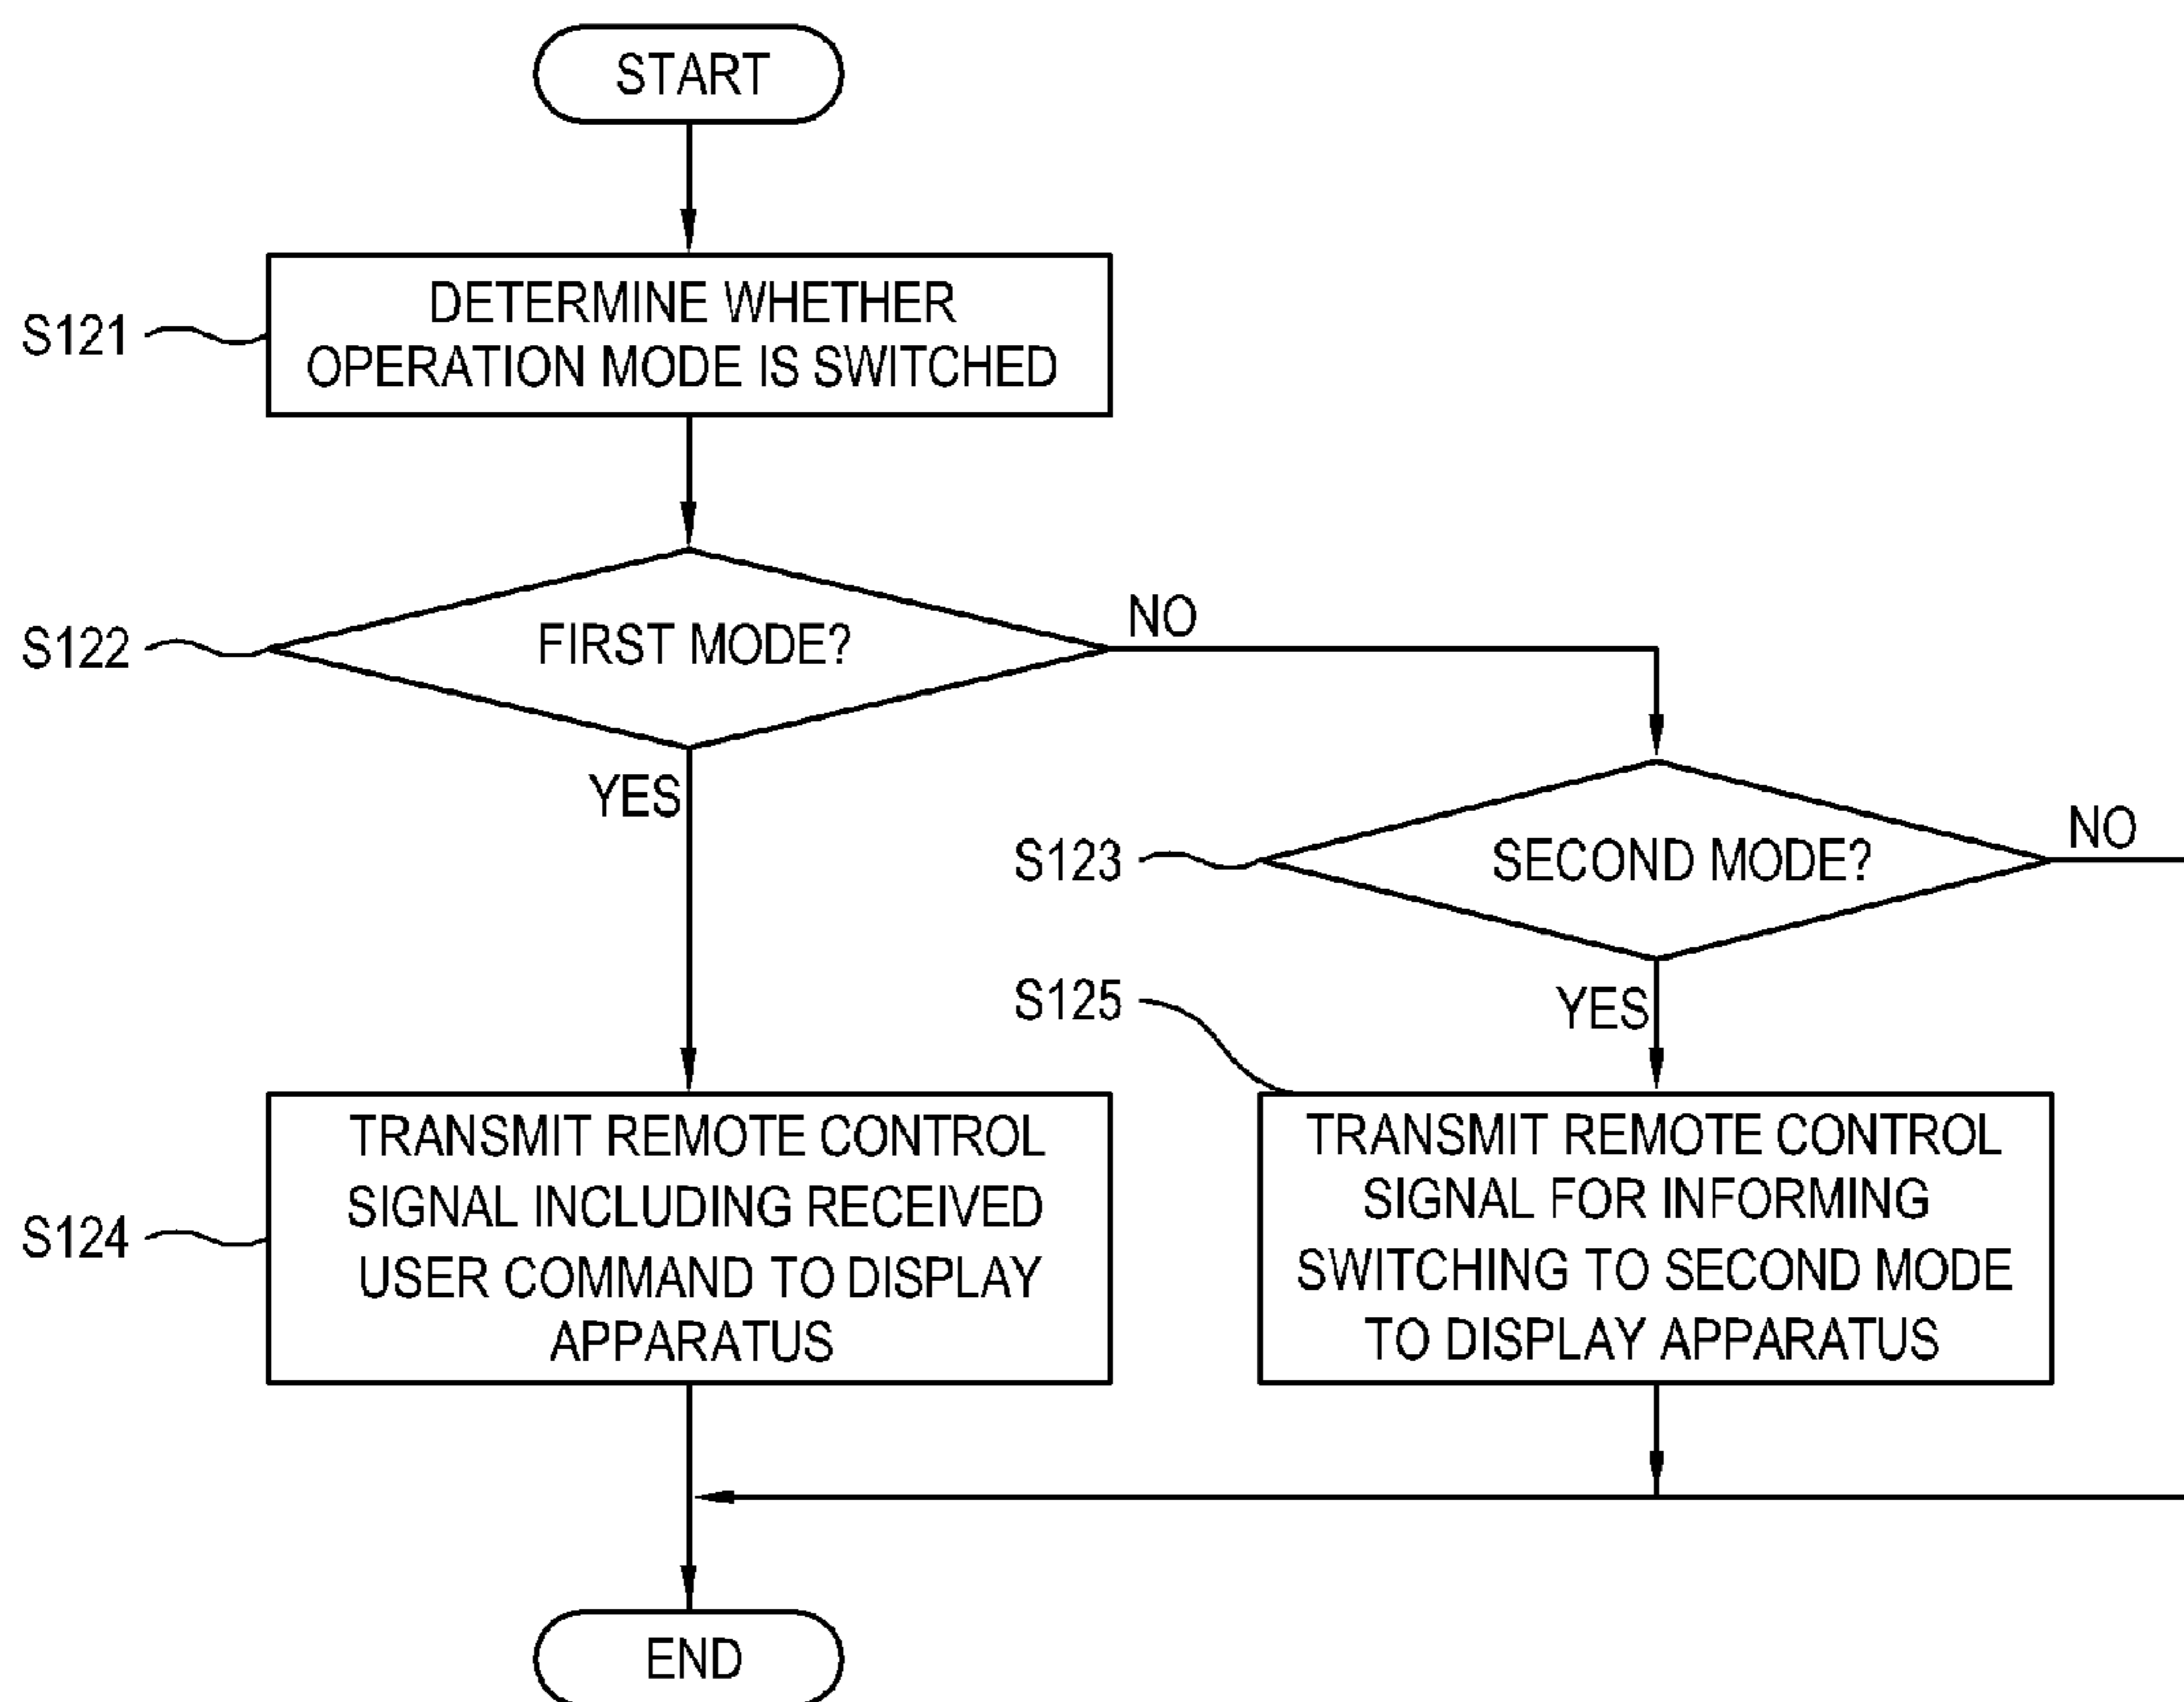 START
S121
DETERMINE WHETHER
OPERATION MODE IS SWITCHED
S122
FIRST MODE?
NO
YES
S123
SECOND MODE?
NO
S125
YES
S124
TRANSMIT REMOTE CONTROL
SIGNAL INCLUDING RECEIVED
USER COMMAND TO DISPLAY
APPARATUS
TRANSMIT REMOTE CONTROL
SIGNAL FOR INFORMING
SWITCHING TO SECOND MODE
TO DISPLAY APPARATUS
END